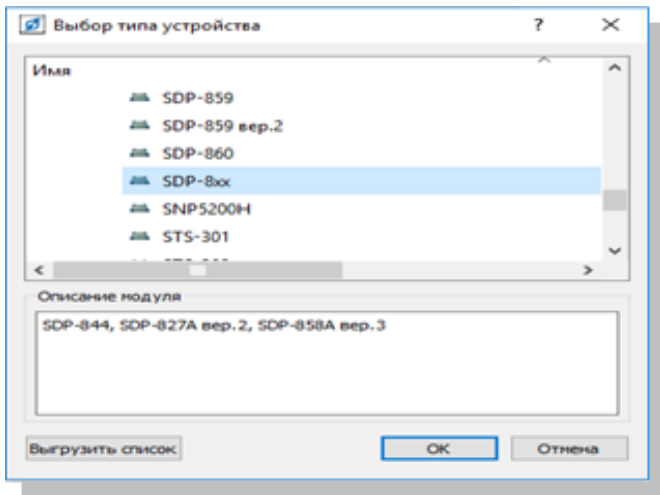 Выбор типа устройства
Имя
SDP-859
SDP-859 вер.2
SDP-860
SDP-8xx
SNP5200H
STS-301
Описание модуля
SDP-844, SDP-827A вер.2, SDP-858A вер.3
Выгрузить список
OK
Отмена